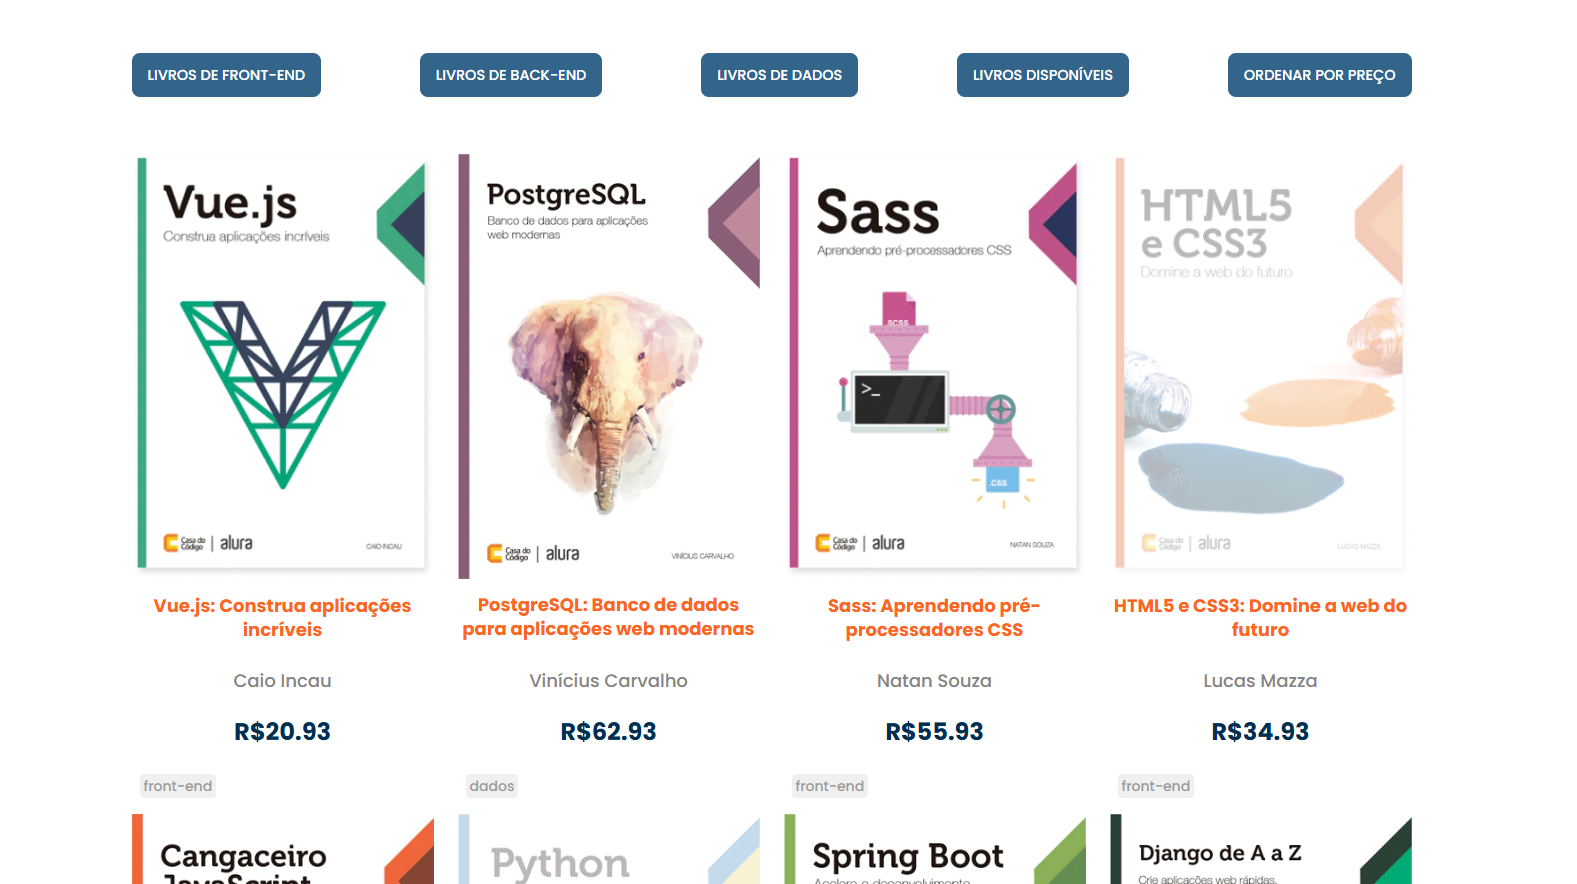 LIVROS DE FRONT-END
LIVROS DE BACK-END
LIVROS DE DADOS
LIVROS DISPONÍVEIS
ORDENAR POR PREÇO
Vue.js
Construa aplicações incríveis
Casa do
Código
alura
CAIO INCAU
PostgreSQL
Banco de dados para aplicações
web modernas
Casa do
Código
alura
VINÍCIUS CARVALHO
Sass
Aprendendo pré-processadores CSS
SCSS
>_
.CSS
Casa do
Código
alura
NATAN SOUZA
HTML5
e CSS3
Domine a web do futuro
Casa do
Código
alura
LUCAS MAZZA
Vue.js: Construa aplicações
incríveis
Caio Incau
R$20.93
front-end
PostgreSQL: Banco de dados
para aplicações web modernas
Vinícius Carvalho
R$62.93
dados
Sass: Aprendendo pré-
processadores CSS
Natan Souza
R$55.93
front-end
HTML5 e CSS3: Domine a web do
futuro
Lucas Mazza
R$34.93
front-end
Cangaceiro
JavaScript
Python
Spring Boot
Acelere o desenvolvimento
Django de A a Z
Crie aplicações web rápidas,